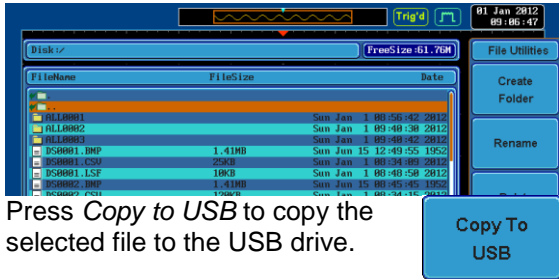 Trig'd
01 Jan 2012
09:06:47
Disk:/
FreeSize:61.76M
File Utilities
FileName FileSize Date
.
..
ALL0001 Sun Jan 1 08:56:42 2012
ALL0002 Sun Jan 1 09:40:30 2012
ALL0003 Sun Jan 1 09:40:42 2012
DS0001.BMP 1.41MB Sun Jun 15 12:49:55 1952
DS0001.CSV 25KB Sun Jan 1 08:34:09 2012
DS0001.LSF 10KB Sun Jan 1 08:48:50 2012
DS0002.BMP 1.41MB Sun Jun 15 08:45:45 1952
Create
Folder
Rename
Press Copy to USB to copy the
selected file to the USB drive.
Copy To
USB